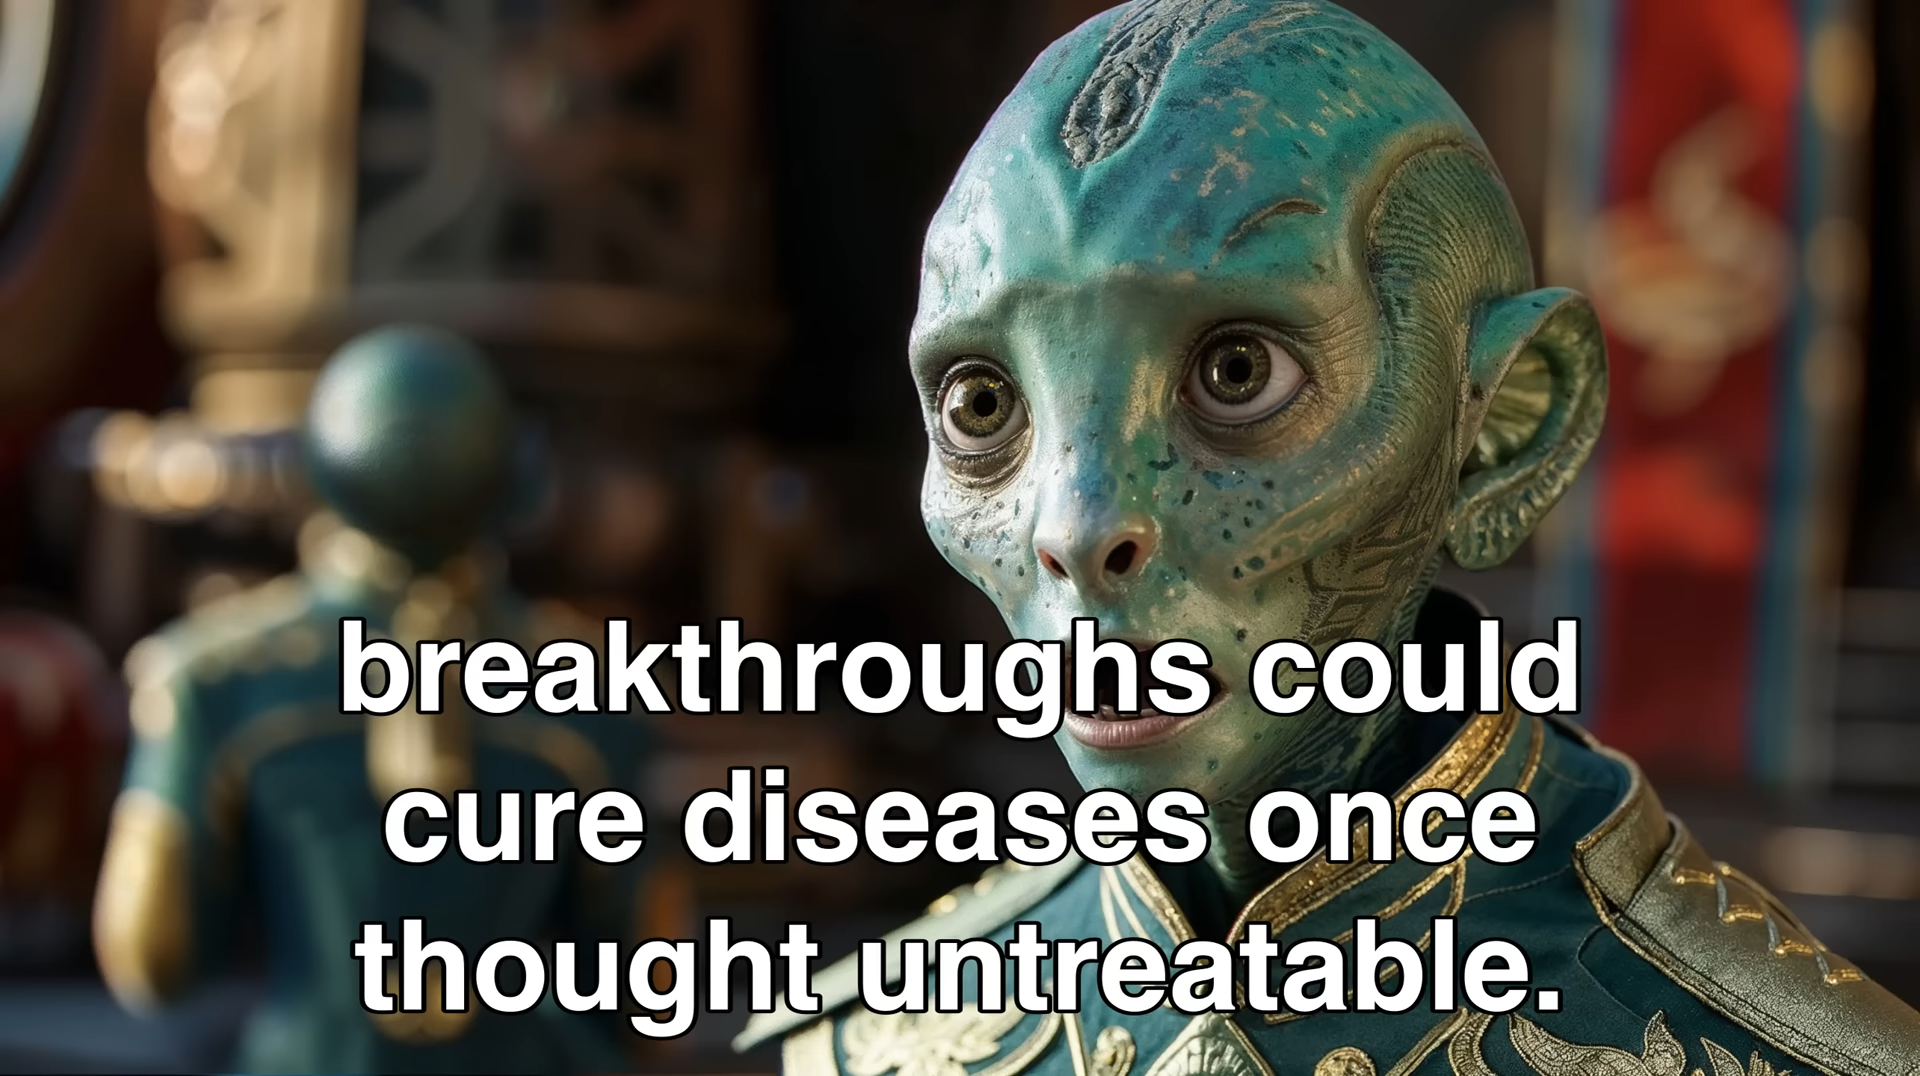 breakthroughs could
cure diseases once
thought untreatable.